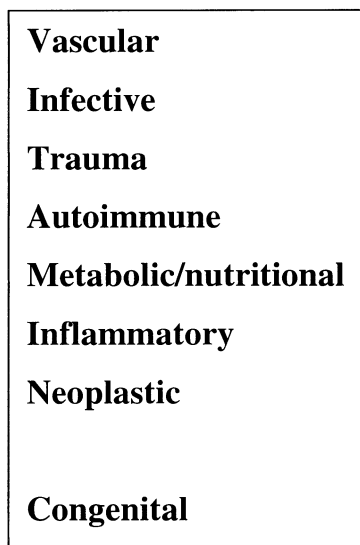 Vascular
Infective
Trauma
Autoimmune
Metabolic/nutritional
Inflammatory
Neoplastic
Congenital